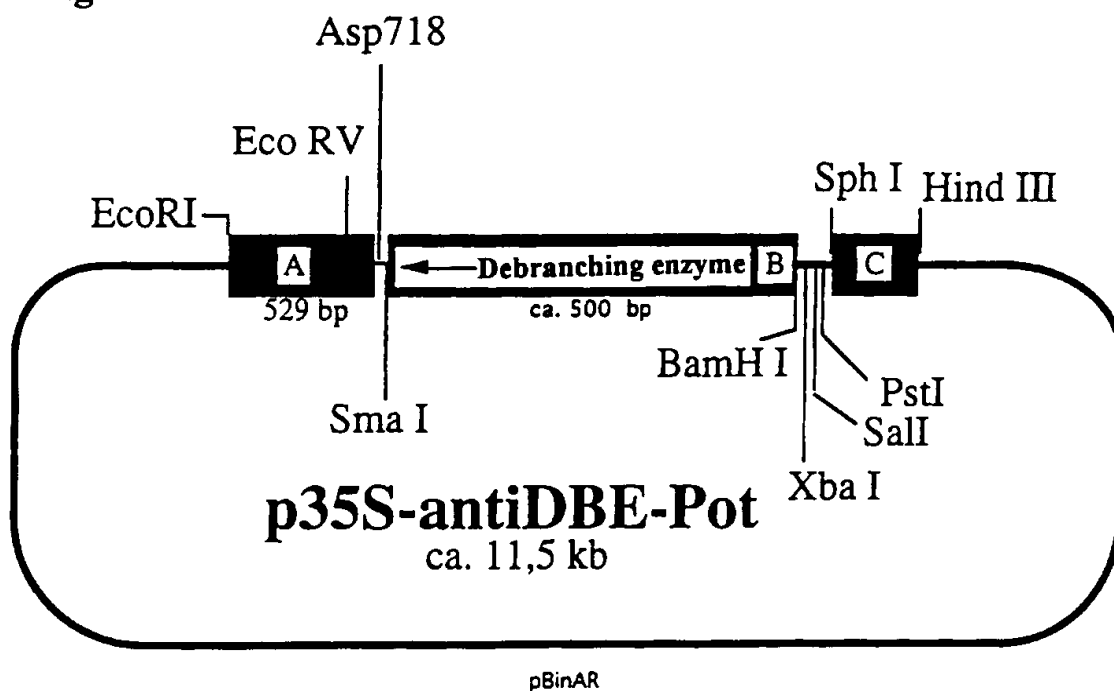 Asp718
Eco RV
Sph I
Hind III
EcoRI
A
Debranching enzyme
B
C
529 bp
ca. 500 bp
BamH I
PstI
Sma I
SalI
Xba I
p35S-antiDBE-Pot
ca. 11,5 kb
pBinAR